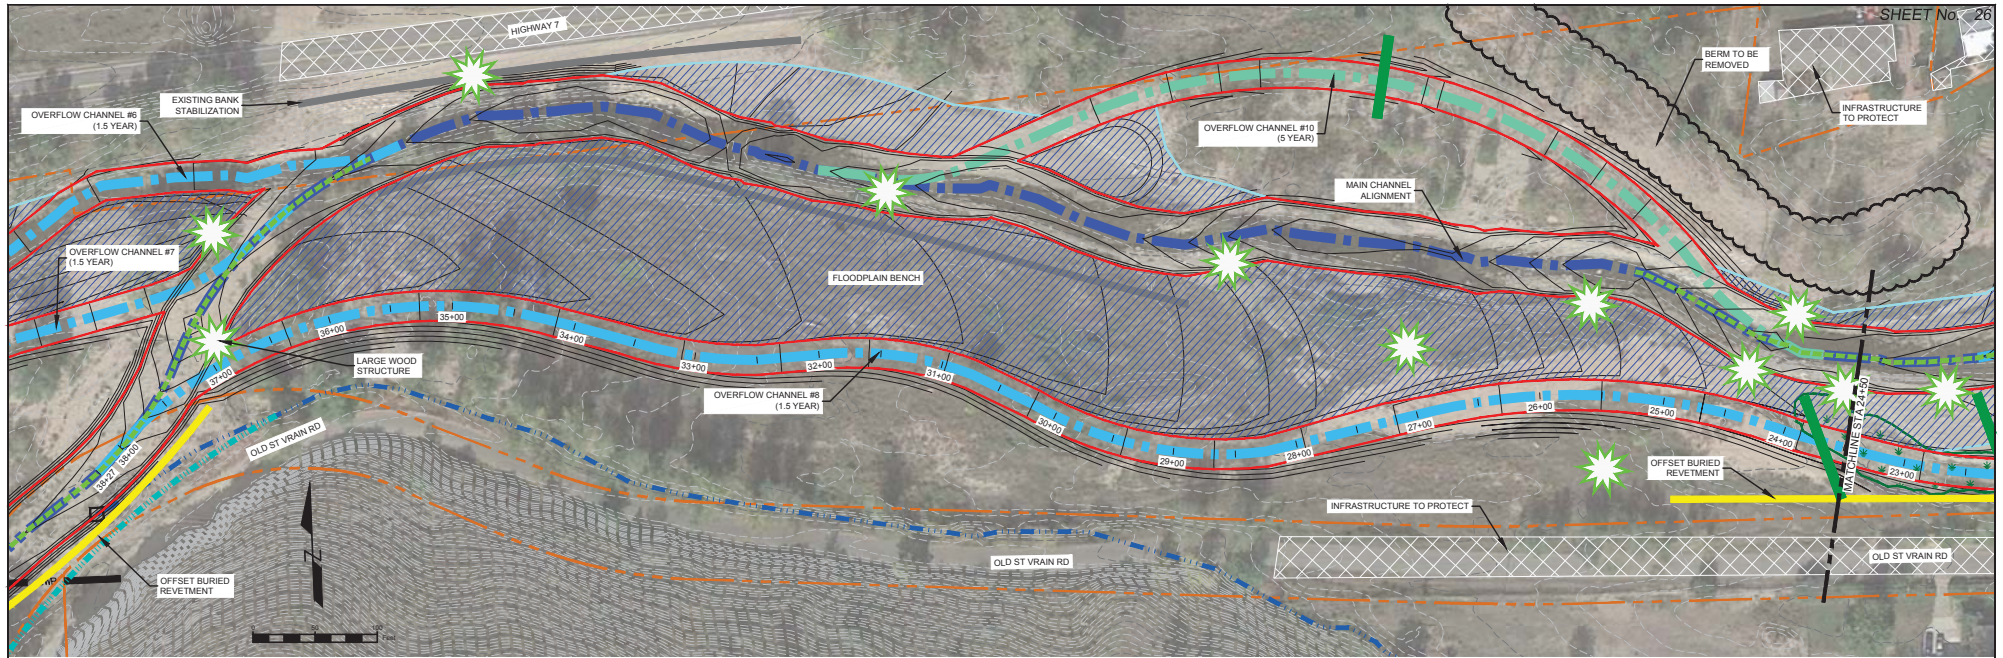 SHEET No. 26
HIGHWAY 7
BERM TO BE
REMOVED
EXISTING BANK
STABILIZATION
OVERFLOW CHANNEL #6
(1.5 YEAR)
INFRASTRUCTURE
TO PROTECT
OVERFLOW CHANNEL #10
(5 YEAR)
MAIN CHANNEL
ALIGNMENT
OVERFLOW CHANNEL #7
(1.5 YEAR)
FLOODPLAIN BENCH
36+00
35+00
34+00
33+00
32+00
31+00
30+00
29+00
28+00
27+00
26+00
25+00
24+00
23+00
37+00
38+00
38+27
LARGE WOOD
STRUCTURE
OVERFLOW CHANNEL #8
(1.5 YEAR)
MATCHLINE STA 24+50
OLD ST VRAIN RD
OFFSET BURIED
REVETMENT
INFRASTRUCTURE TO PROTECT
OLD ST VRAIN RD
OLD ST VRAIN RD
OFFSET BURIED
REVETMENT
Z
0 50 100
Feet